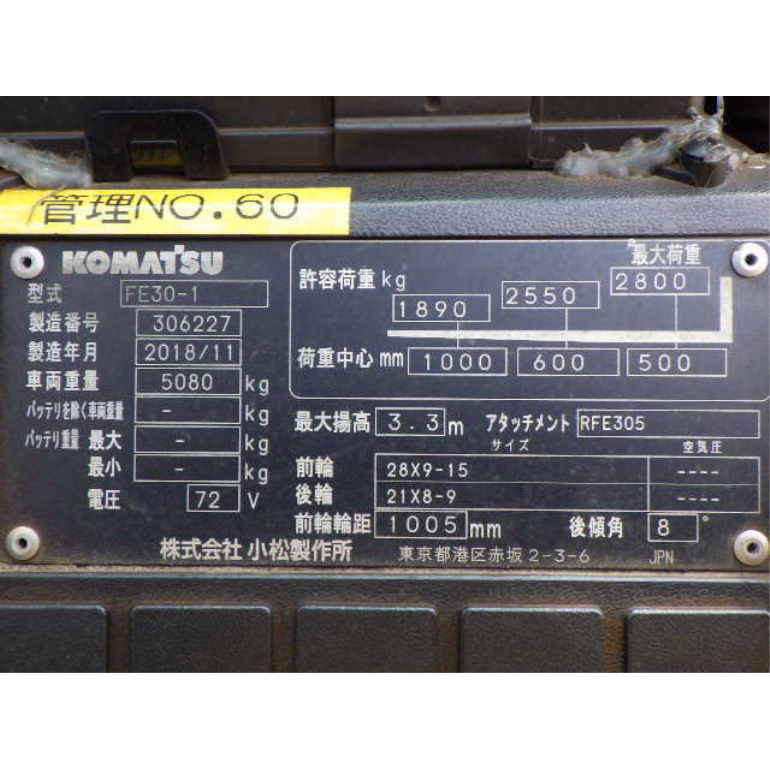 管理NO.60
KOMATSU
型式 FE30-1
製造番号 306227
製造年月 2018/11
車両重量 5080 kg
バッテリを除く車両重量 - kg
バッテリ重量 最大 - kg
最小 - kg
電圧 72 V
最大荷重
許容荷重 kg 1890 2550 2800
荷重中心 mm 1000 600 500
最大揚高 3.3 m アタッチメント RFE305
サイズ 空気圧
前輪 28X9-15 ----
後輪 21X8-9 ----
前輪輪距 1005 mm 後傾角 8 °
株式会社 小松製作所 東京都港区赤坂2-3-6 JPN